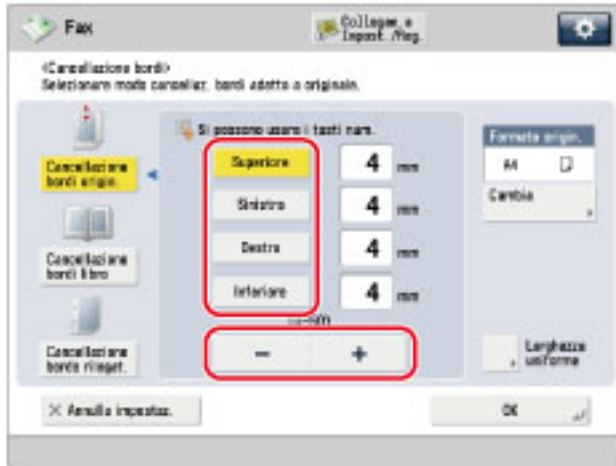 Fax
Collegam. e
Impost./Reg.
<Cancellazione bordi>
Selezionare modo cancellaz. bordi adatto a originale.
Si possono usare i tasti num.
Cancellazione
bordi origin.
Cancellazione
bordi libro
Cancellazione
bordo rilegat.
Superiore 4 mm
Sinistro 4 mm
Destro 4 mm
Inferiore 4 mm
- +
Formato origin.
A4
Cambia
Larghezza
uniforme
× Annulla impostaz.
OK